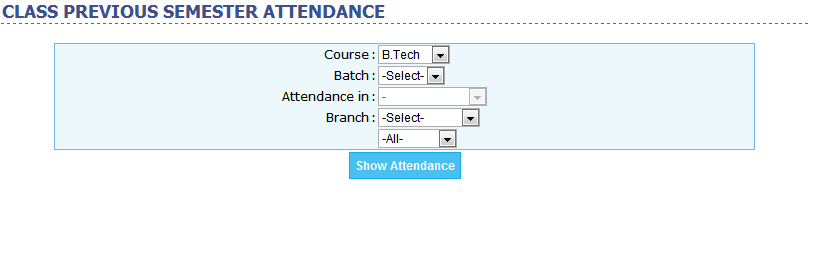 CLASS PREVIOUS SEMESTER ATTENDANCE
Course : B.Tech
Batch : -Select-
Attendance in : -
Branch : -Select-
-All-
Show Attendance